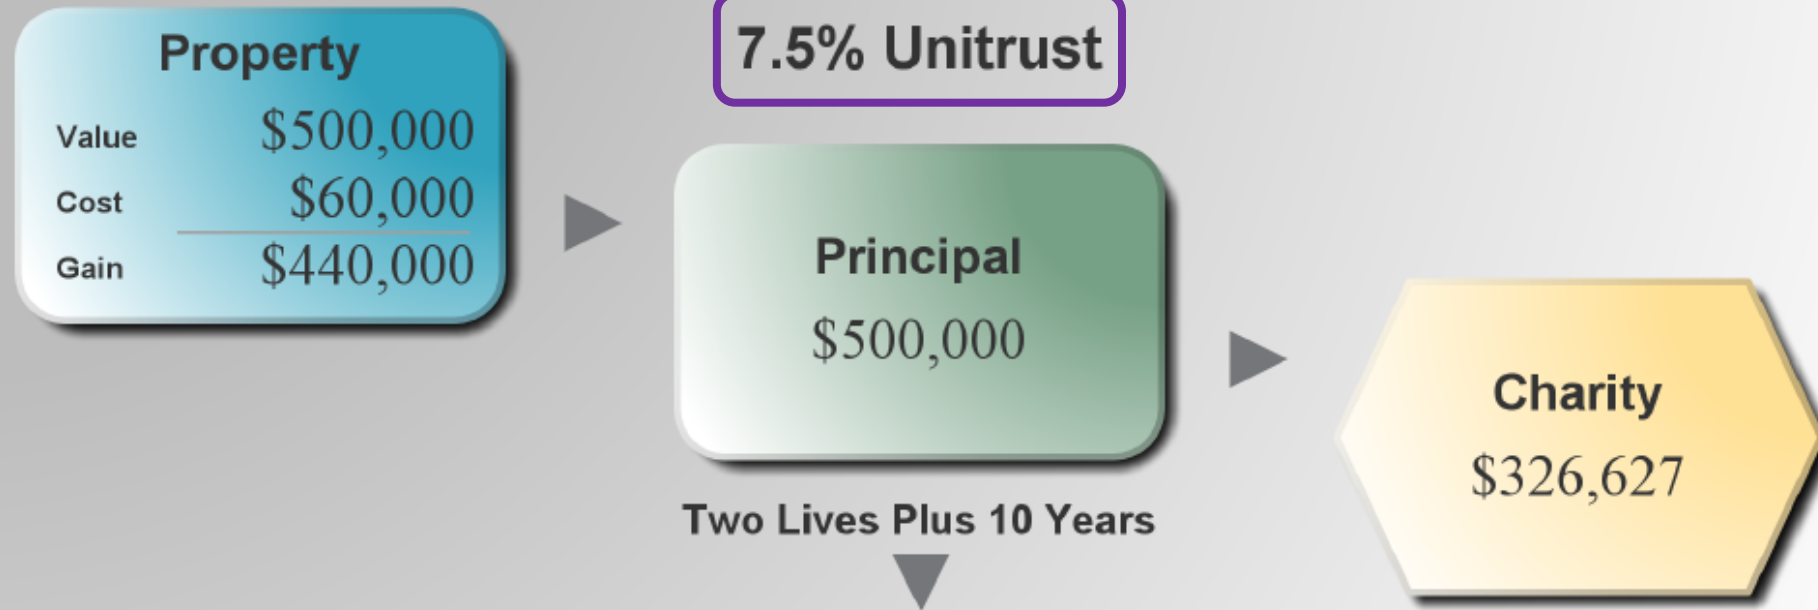 Property
Value $500,000
Cost $60,000
Gain $440,000
7.5% Unitrust
Principal
$500,000
Two Lives Plus 10 Years
Charity
$326,627